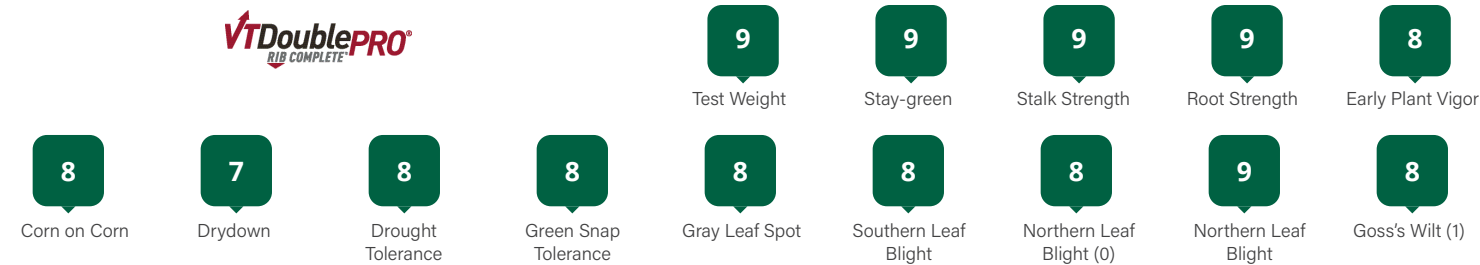 VTDoublePRO®
RIB COMPLETE®
9
Test Weight
9
Stay-green
9
Stalk Strength
9
Root Strength
8
Early Plant Vigor
8
Corn on Corn
7
Drydown
8
Drought
Tolerance
8
Green Snap
Tolerance
8
Gray Leaf Spot
8
Southern Leaf
Blight
8
Northern Leaf
Blight (0)
9
Northern Leaf
Blight
8
Goss’s Wilt (1)